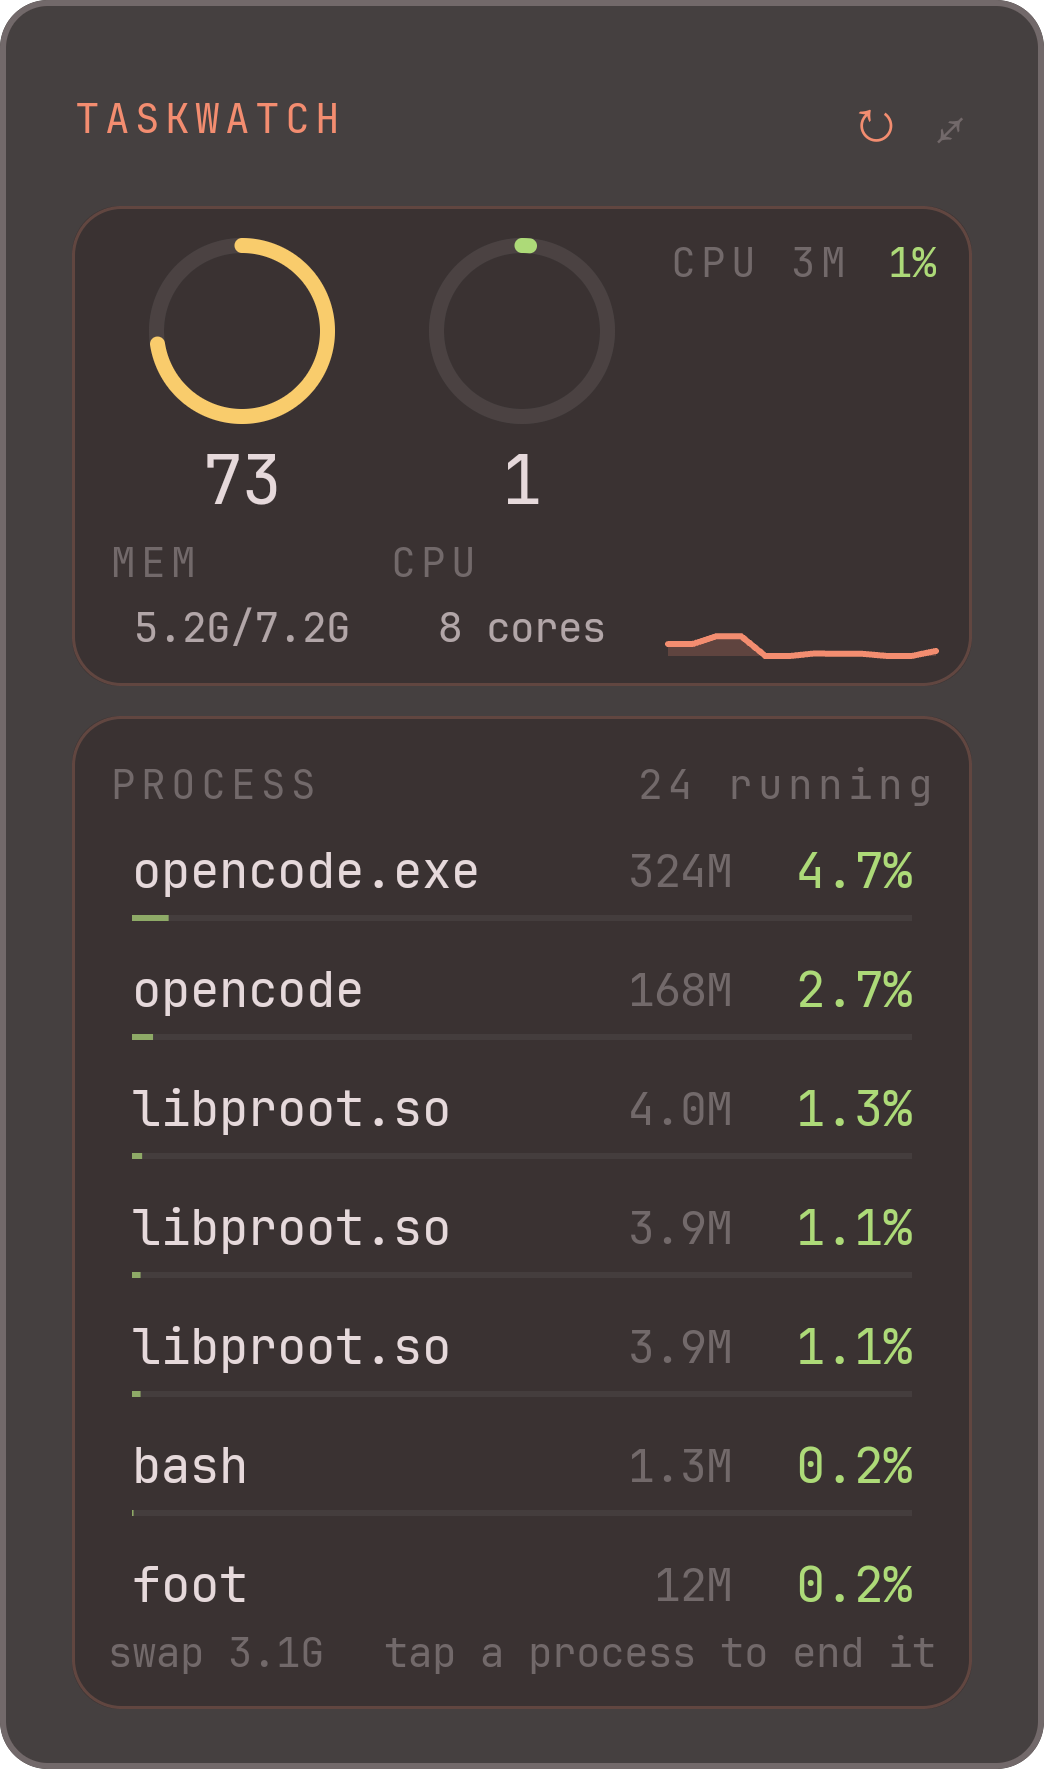 TASKWATCH
CPU 3M 1%
73 1
MEM CPU
5.2G/7.2G 8 cores
PROCESS 24 running
opencode.exe 324M 4.7%
opencode 168M 2.7%
libproot.so 4.0M 1.3%
libproot.so 3.9M 1.1%
libproot.so 3.9M 1.1%
bash 1.3M 0.2%
foot 12M 0.2%
swap 3.1G tap a process to end it